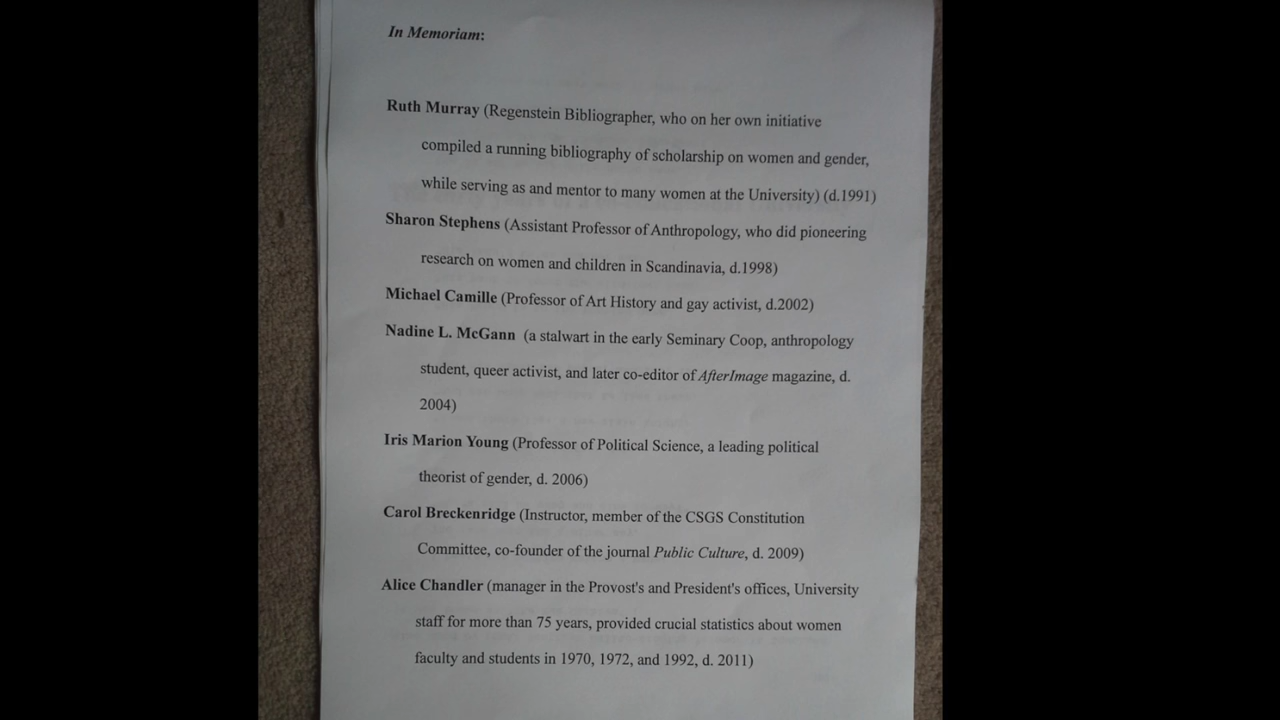 In Memoriam:
Ruth Murray (Regenstein Bibliographer, who on her own initiative
compiled a running bibliography of scholarship on women and gender,
while serving as and mentor to many women at the University) (d.1991)
Sharon Stephens (Assistant Professor of Anthropology, who did pioneering
research on women and children in Scandinavia, d.1998)
Michael Camille (Professor of Art History and gay activist, d.2002)
Nadine L. McGann (a stalwart in the early Seminary Coop, anthropology
student, queer activist, and later co-editor of AfterImage magazine, d.
2004)
Iris Marion Young (Professor of Political Science, a leading political
theorist of gender, d. 2006)
Carol Breckenridge (Instructor, member of the CSGS Constitution
Committee, co-founder of the journal Public Culture, d. 2009)
Alice Chandler (manager in the Provost's and President's offices, University
staff for more than 75 years, provided crucial statistics about women
faculty and students in 1970, 1972, and 1992, d. 2011)